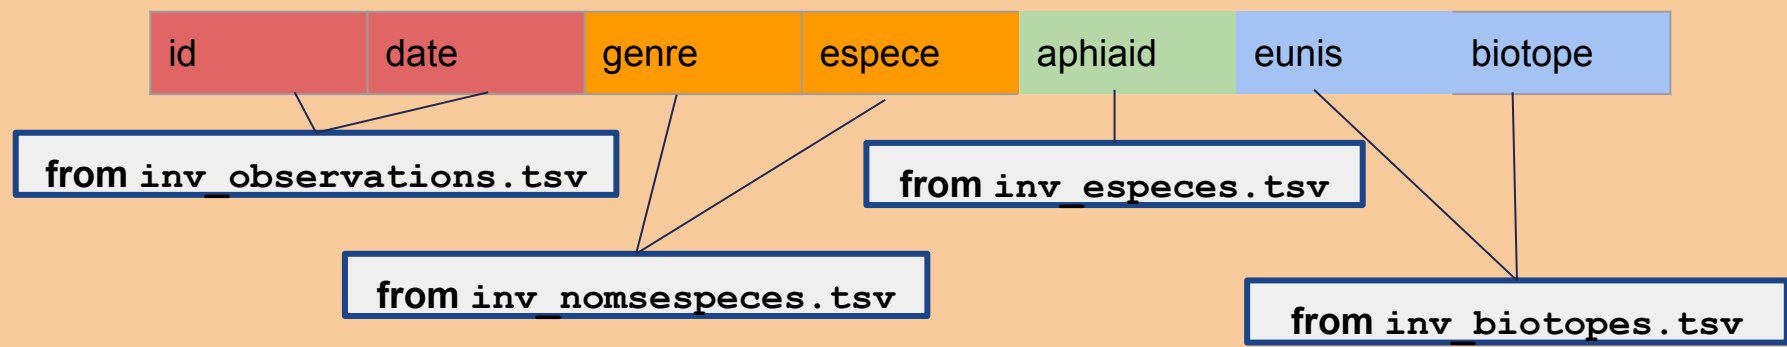 id date genre espece aphiaid eunis biotope
from inv_observations.tsv
from inv_especes.tsv
from inv_nomsespeces.tsv
from inv_biotopes.tsv